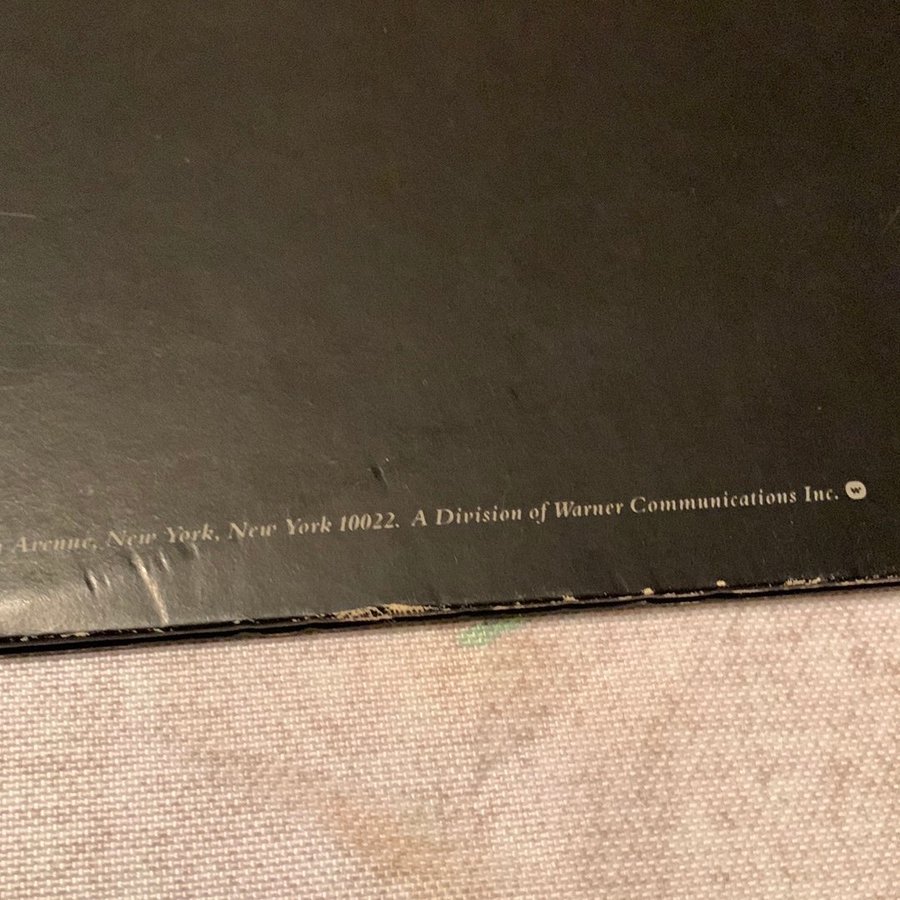 Avenue, New York, New York 10022. A Division of Warner Communications Inc. w